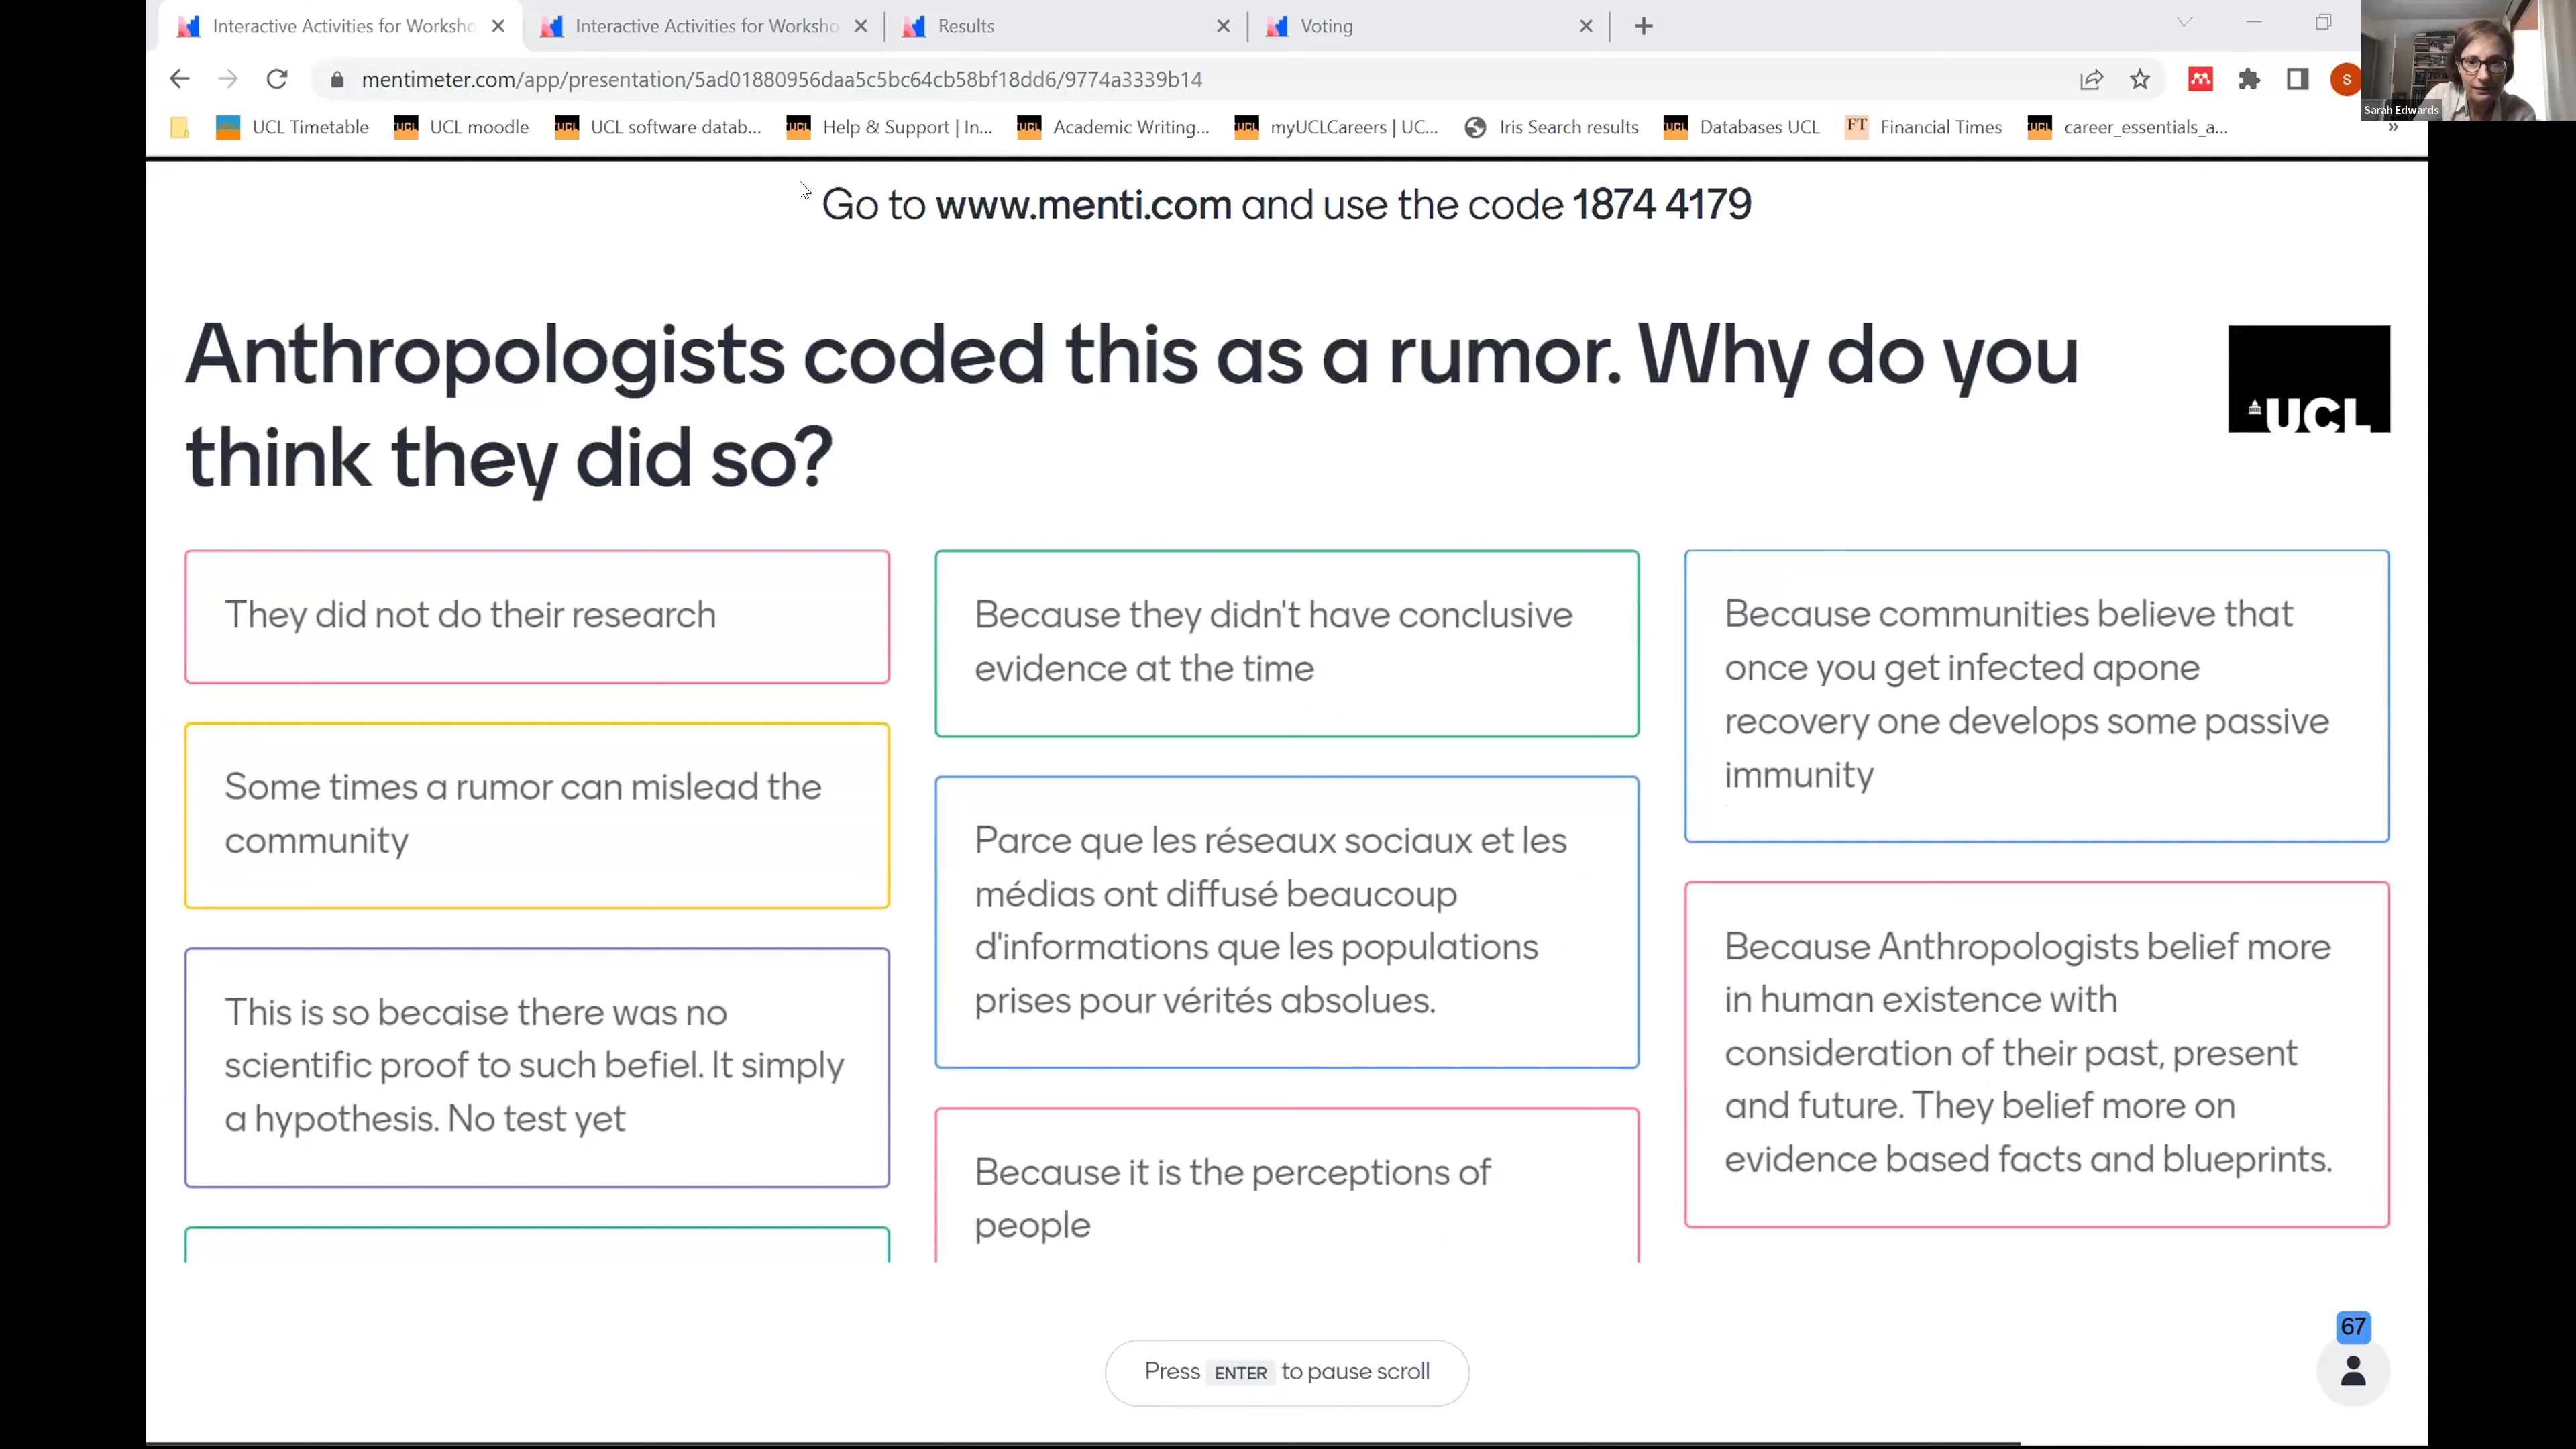 Interactive Activities for Worksho
Interactive Activities for Worksho
Results
Voting
mentimeter.com/app/presentation/5ad01880956daa5c5bc64cb58bf18dd6/9774a3339b14
S
Sarah Edwards
UCL Timetable
UCL moodle
UCL software datab...
Help & Support | In...
Academic Writing...
myUCLCareers | UC...
Iris Search results
Databases UCL
FT Financial Times
career_essentials_a...
»
Go to www.menti.com and use the code 1874 4179
Anthropologists coded this as a rumor. Why do you
think they did so?
UCL
They did not do their research
Some times a rumor can mislead the
community
This is so becaise there was no
scientific proof to such befiel. It simply
a hypothesis. No test yet
Because they didn't have conclusive
evidence at the time
Parce que les réseaux sociaux et les
médias ont diffusé beaucoup
d'informations que les populations
prises pour vérités absolues.
Because it is the perceptions of
people
Because communities believe that
once you get infected apone
recovery one develops some passive
immunity
Because Anthropologists belief more
in human existence with
consideration of their past, present
and future. They belief more on
evidence based facts and blueprints.
Press ENTER to pause scroll
67